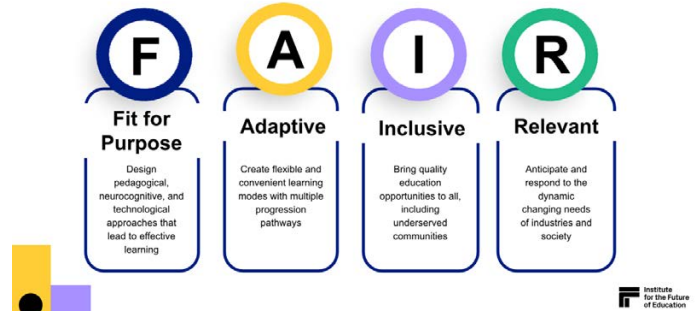 F
A
I
R
Fit for
Purpose
Design
pedagogical,
neurocognitive, and
technological
approaches that
lead to effective
learning
Adaptive
Create flexible and
convenient learning
modes with multiple
progression
pathways
Inclusive
Bring quality
education
opportunities to all,
including
underserved
communities
Relevant
Anticipate and
respond to the
dynamic
changing needs
of industries and
society
Institute
for the Future
of Education